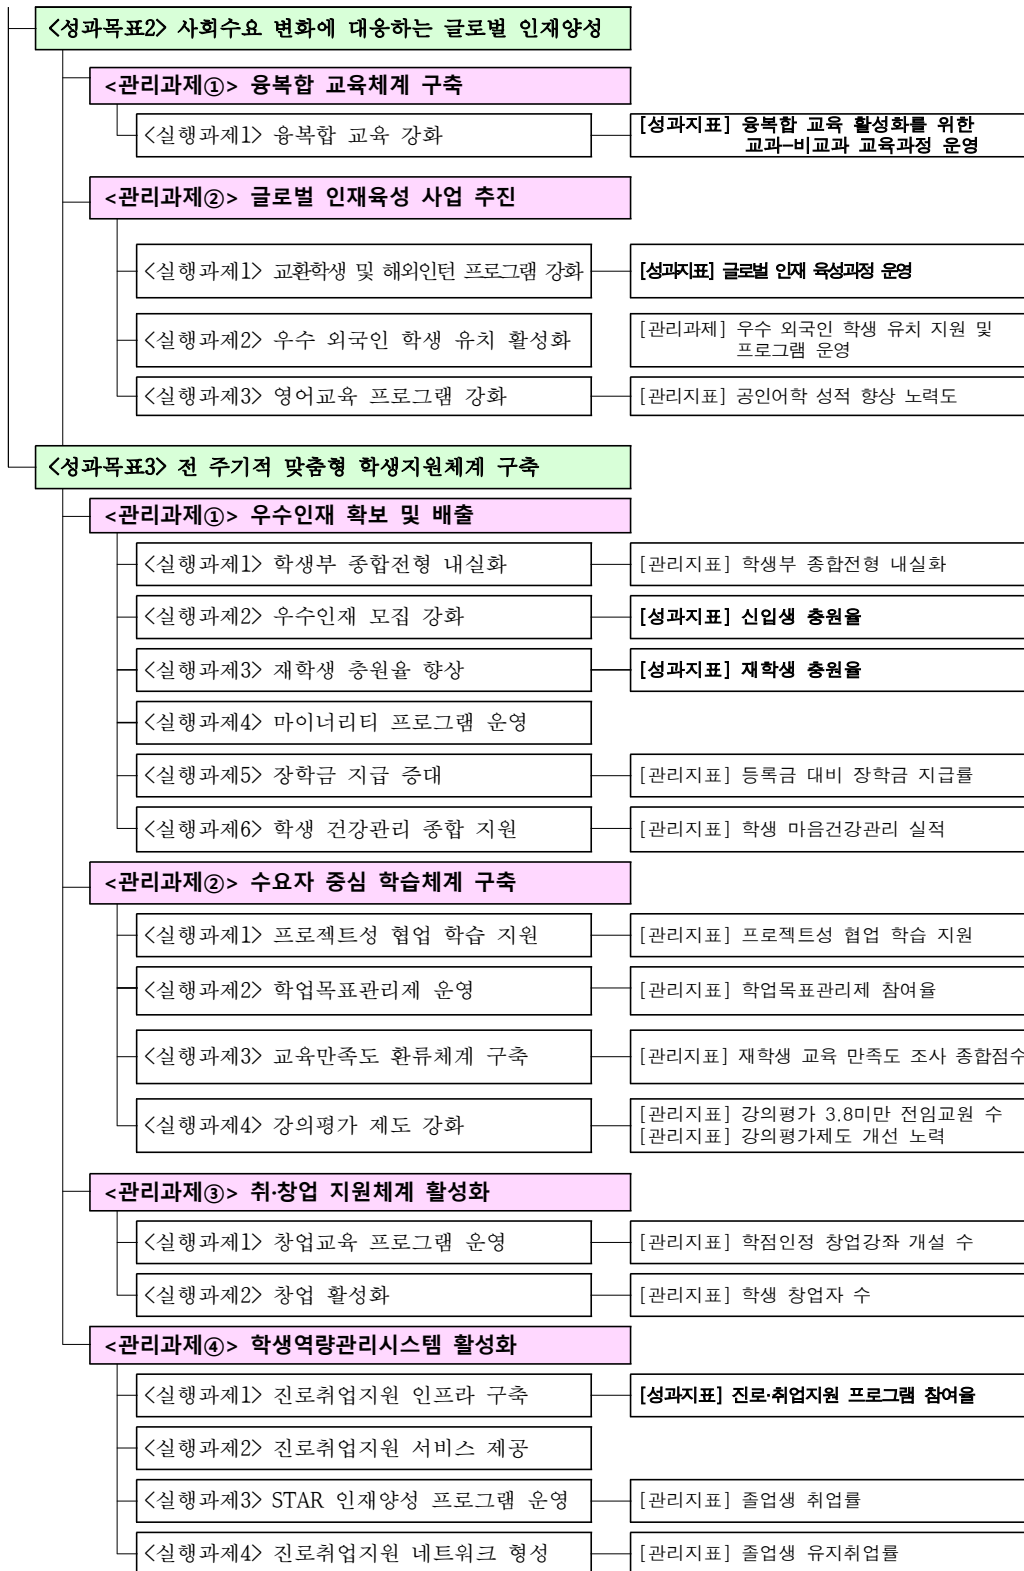 <성과목표2> 사회수요 변화에 대응하는 글로벌 인재양성
<관리과제①> 융복합 교육체계 구축
<실행과제1> 융복합 교육 강화
[성과지표] 융복합 교육 활성화를 위한
교과-비교과 교육과정 운영
<관리과제②> 글로벌 인재육성 사업 추진
<실행과제1> 교환학생 및 해외인턴 프로그램 강화
[성과지표] 글로벌 인재 육성과정 운영
<실행과제2> 우수 외국인 학생 유치 활성화
[관리과제] 우수 외국인 학생 유치 지원 및
프로그램 운영
<실행과제3> 영어교육 프로그램 강화
[관리지표] 공인어학 성적 향상 노력도
<성과목표3> 전 주기적 맞춤형 학생지원체계 구축
<관리과제①> 우수인재 확보 및 배출
<실행과제1> 학생부 종합전형 내실화
[관리지표] 학생부 종합전형 내실화
<실행과제2> 우수인재 모집 강화
[성과지표] 신입생 충원율
<실행과제3> 재학생 충원율 향상
[성과지표] 재학생 충원율
<실행과제4> 마이너리티 프로그램 운영
<실행과제5> 장학금 지급 증대
[관리지표] 등록금 대비 장학금 지급률
<실행과제6> 학생 건강관리 종합 지원
[관리지표] 학생 마음건강관리 실적
<관리과제②> 수요자 중심 학습체계 구축
<실행과제1> 프로젝트성 협업 학습 지원
[관리지표] 프로젝트성 협업 학습 지원
<실행과제2> 학업목표관리제 운영
[관리지표] 학업목표관리제 참여율
<실행과제3> 교육만족도 환류체계 구축
[관리지표] 재학생 교육 만족도 조사 종합점수
<실행과제4> 강의평가 제도 강화
[관리지표] 강의평가 3.8미만 전임교원 수
[관리지표] 강의평가제도 개선 노력
<관리과제③> 취·창업 지원체계 활성화
<실행과제1> 창업교육 프로그램 운영
[관리지표] 학점인정 창업강좌 개설 수
<실행과제2> 창업 활성화
[관리지표] 학생 창업자 수
<관리과제④> 학생역량관리시스템 활성화
<실행과제1> 진로취업지원 인프라 구축
[성과지표] 진로·취업지원 프로그램 참여율
<실행과제2> 진로취업지원 서비스 제공
<실행과제3> STAR 인재양성 프로그램 운영
[관리지표] 졸업생 취업률
<실행과제4> 진로취업지원 네트워크 형성
[관리지표] 졸업생 유지취업률